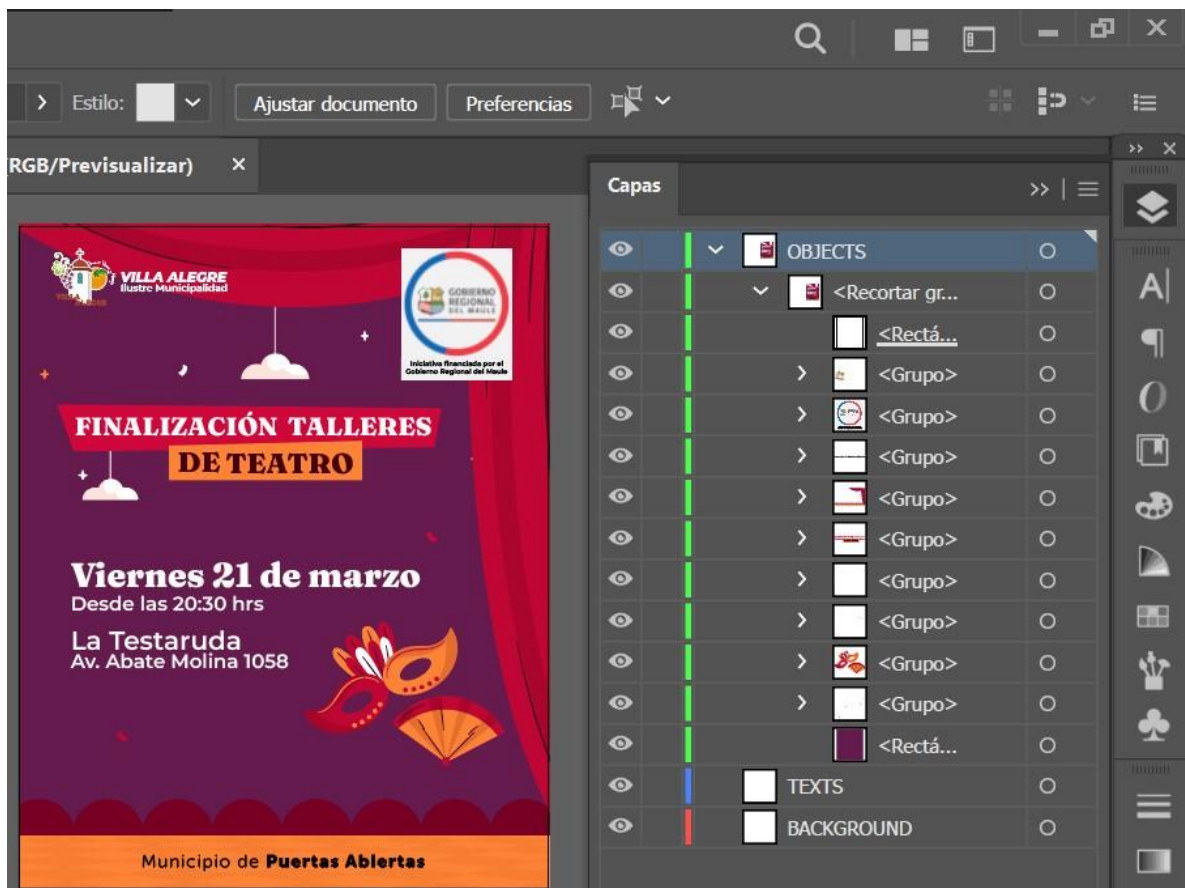 Estilo:
Ajustar documento
Preferencias
(RGB/Previsualizar) ×
Capas
OBJECTS
<Recortar gr...
<Rectá...
<Grupo>
<Grupo>
<Grupo>
<Grupo>
<Grupo>
<Grupo>
<Grupo>
<Grupo>
<Grupo>
<Rectá...
TEXTS
BACKGROUND
VILLA ALEGRE
Ilustre Municipalidad
GOBIERNO
REGIONAL
DEL MAULE
Iniciativa financiada por el
Gobierno Regional del Maule
FINALIZACIÓN TALLERES
DE TEATRO
Viernes 21 de marzo
Desde las 20:30 hrs
La Testaruda
Av. Abate Molina 1058
Municipio de Puertas Abiertas